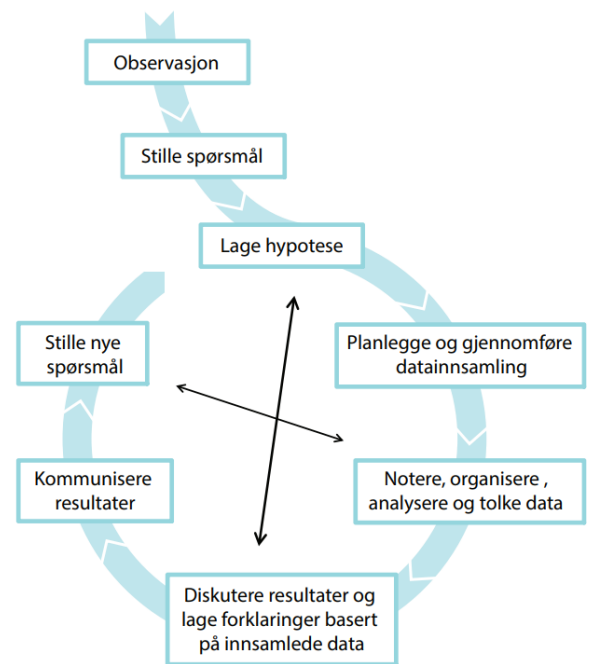 Observasjon
Stille spørsmål
Lage hypotese
Planlegge og gjennomføre
datainnsamling
Notere, organisere ,
analysere og tolke data
Diskutere resultater og
lage forklaringer basert
på innsamlede data
Kommunisere
resultater
Stille nye
spørsmål